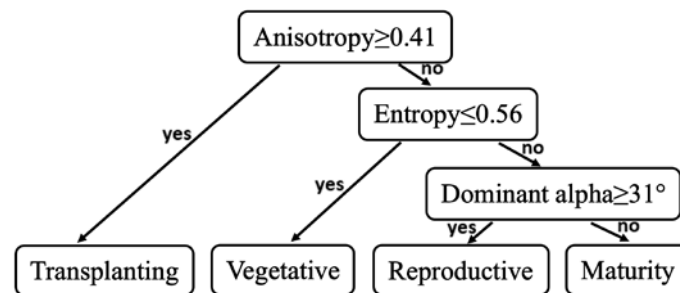 Anisotropy≥0.41
no
yes
Entropy≤0.56
no
yes
Dominant alpha≥31°
yes
no
Transplanting
Vegetative
Reproductive
Maturity